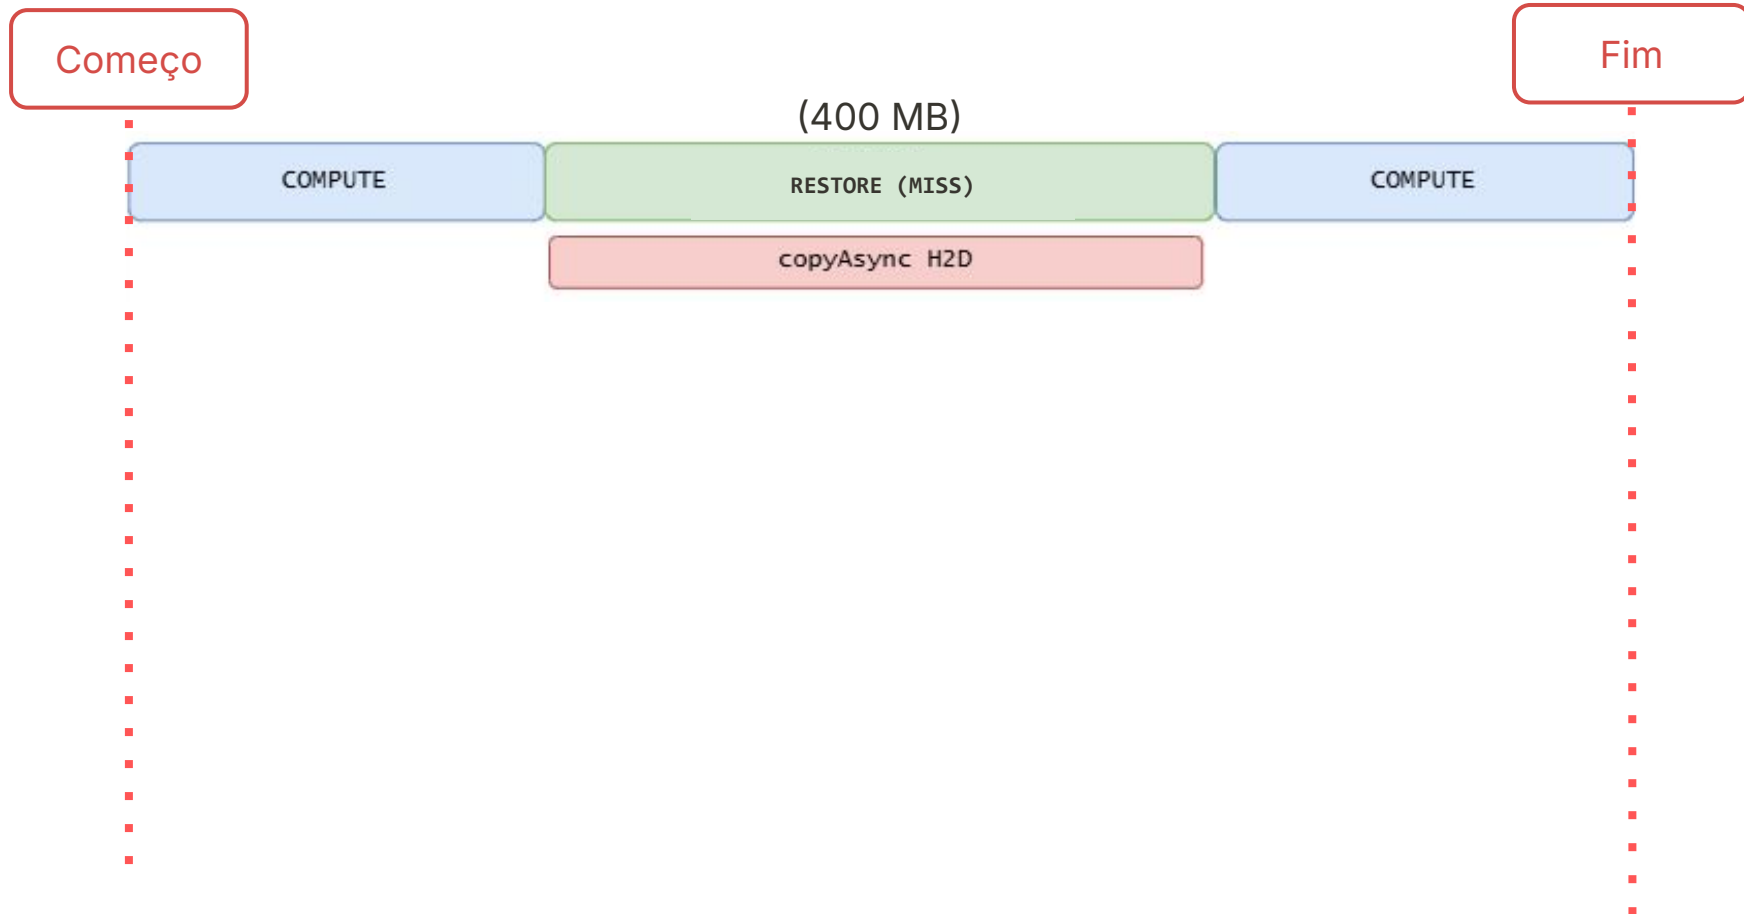 Começo
Fim
(400 MB)
COMPUTE
RESTORE (MISS)
COMPUTE
copyAsync H2D